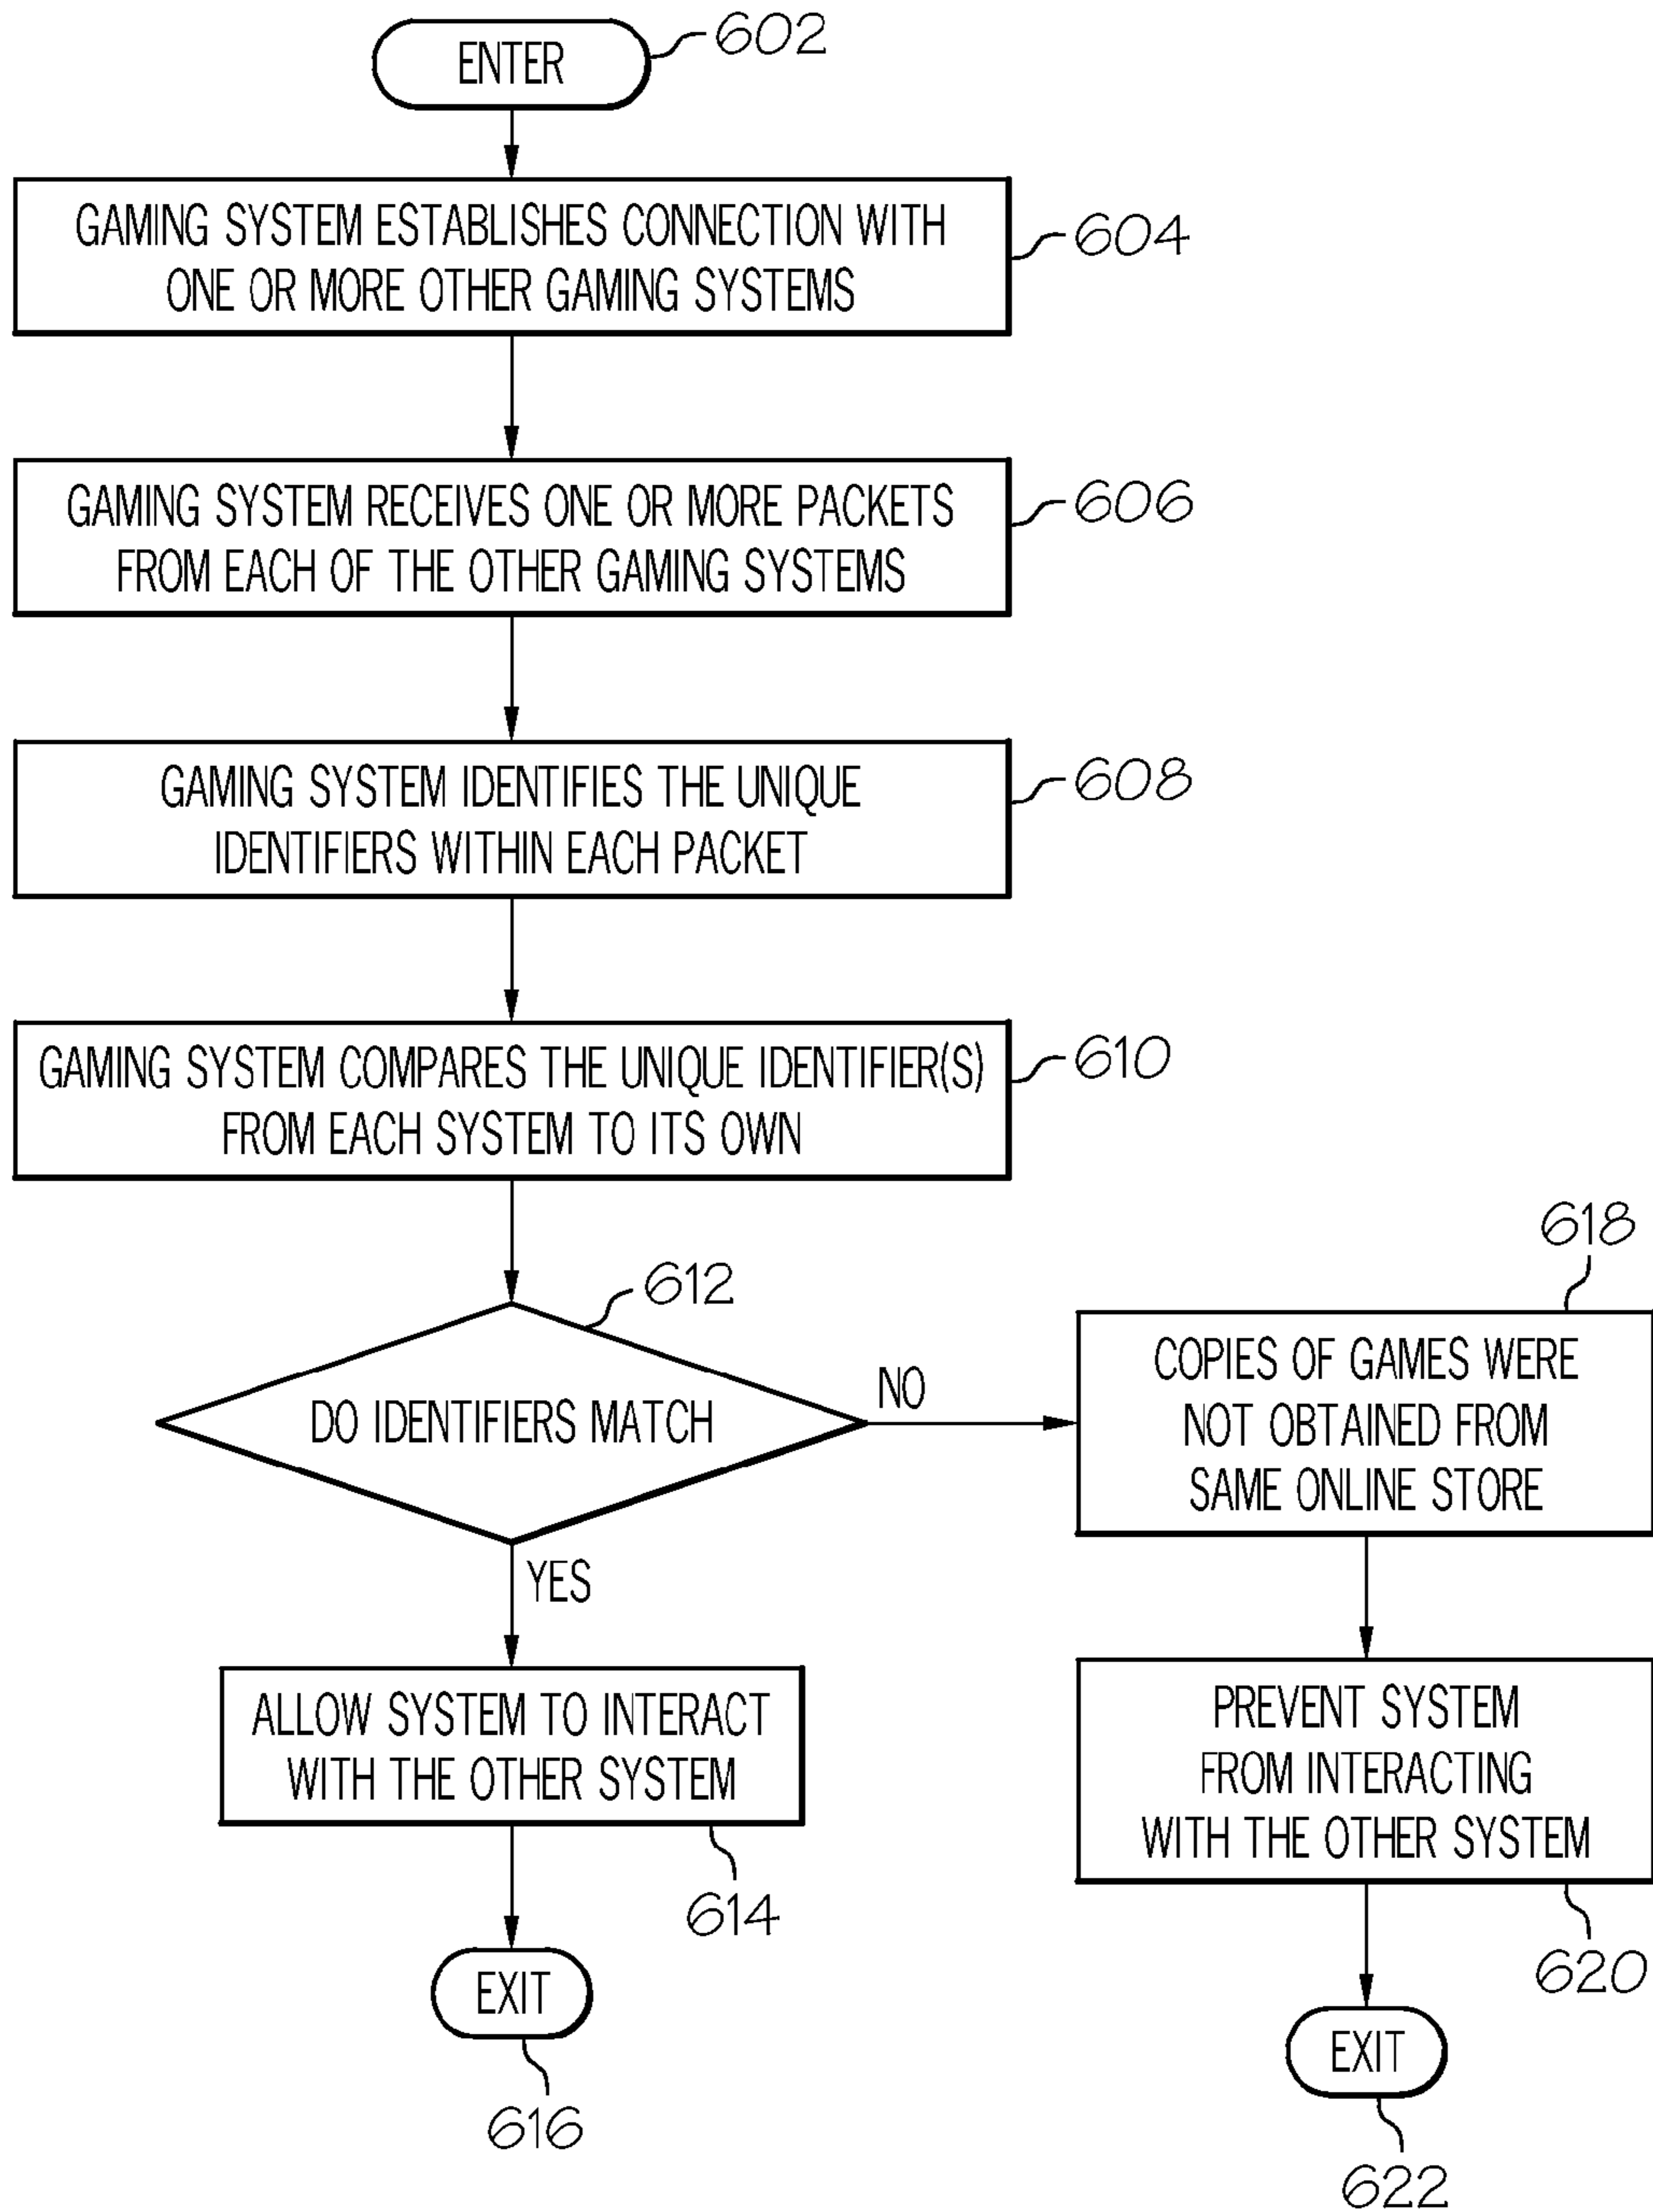 ENTER
602
GAMING SYSTEM ESTABLISHES CONNECTION WITH
ONE OR MORE OTHER GAMING SYSTEMS
604
GAMING SYSTEM RECEIVES ONE OR MORE PACKETS
FROM EACH OF THE OTHER GAMING SYSTEMS
606
GAMING SYSTEM IDENTIFIES THE UNIQUE
IDENTIFIERS WITHIN EACH PACKET
608
GAMING SYSTEM COMPARES THE UNIQUE IDENTIFIER(S)
FROM EACH SYSTEM TO ITS OWN
610
612
DO IDENTIFIERS MATCH
NO
YES
618
COPIES OF GAMES WERE
NOT OBTAINED FROM
SAME ONLINE STORE
ALLOW SYSTEM TO INTERACT
WITH THE OTHER SYSTEM
614
PREVENT SYSTEM
FROM INTERACTING
WITH THE OTHER SYSTEM
620
EXIT
616
EXIT
622